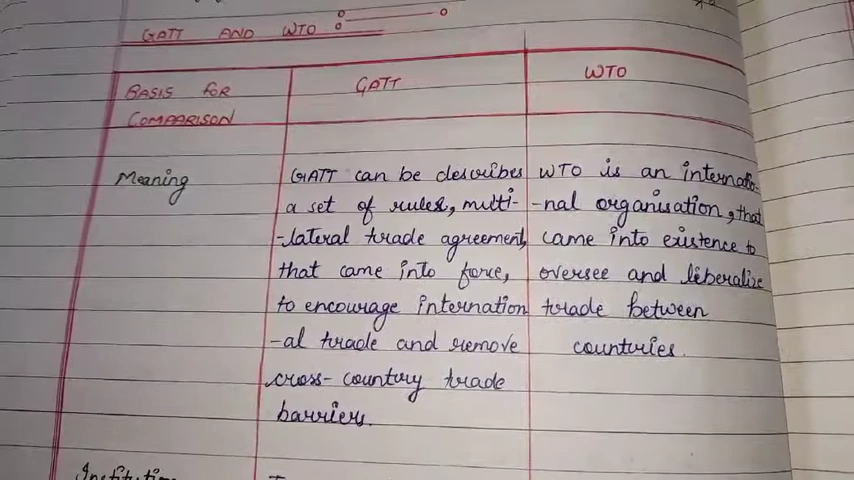 GATT AND WTO
BASIS FOR COMPARISON
GATT
WTO
Meaning
GATT can be describes
a set of rules, multi-
-lateral trade agreement,
that came into force,
to encourage internation
-al trade and remove
cross-country trade
barriers.
WTO is an internatio-
-nal organisation, that
came into existence to
oversee and liberalize
trade between
countries.
Institution